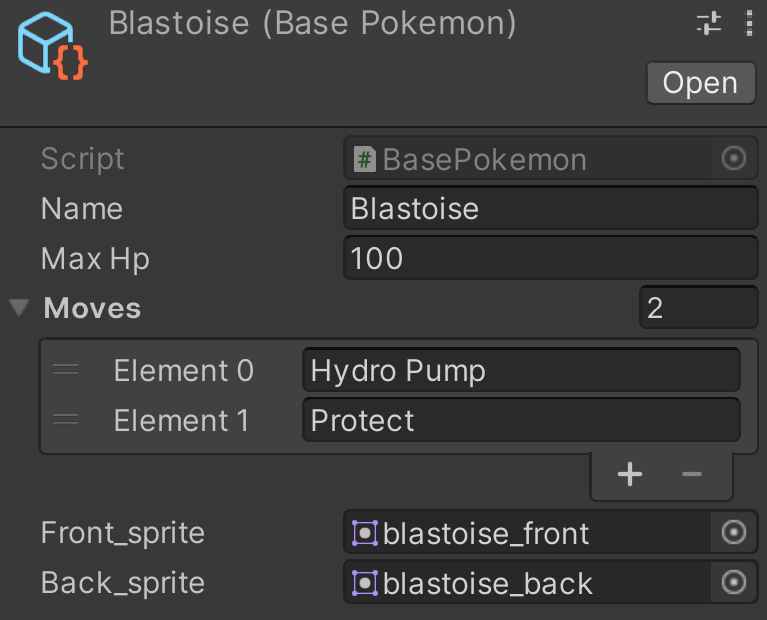 Blastoise (Base Pokemon)
Open
Script # BasePokemon
Name Blastoise
Max Hp 100
Moves 2
Element 0 Hydro Pump
Element 1 Protect
+ −
Front_sprite blastoise_front
Back_sprite blastoise_back